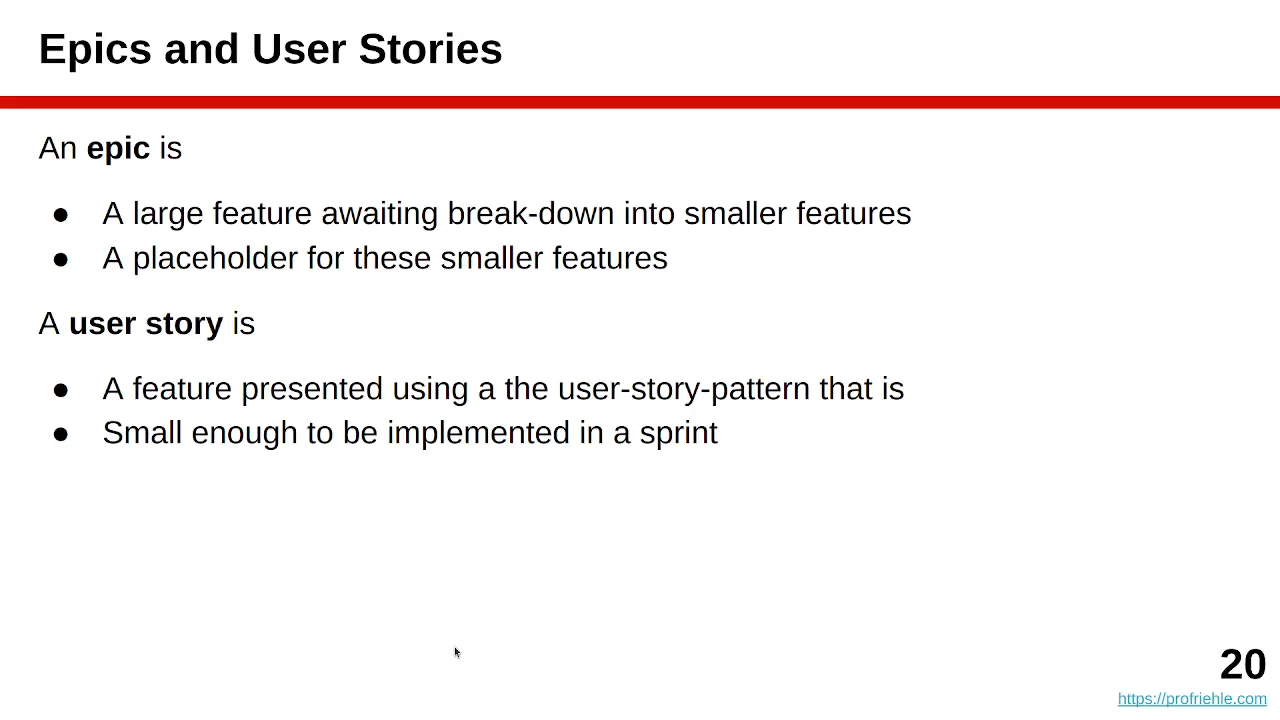 Epics and User Stories
An epic is
● A large feature awaiting break-down into smaller features
● A placeholder for these smaller features
A user story is
● A feature presented using a the user-story-pattern that is
● Small enough to be implemented in a sprint
20
https://profriehle.com